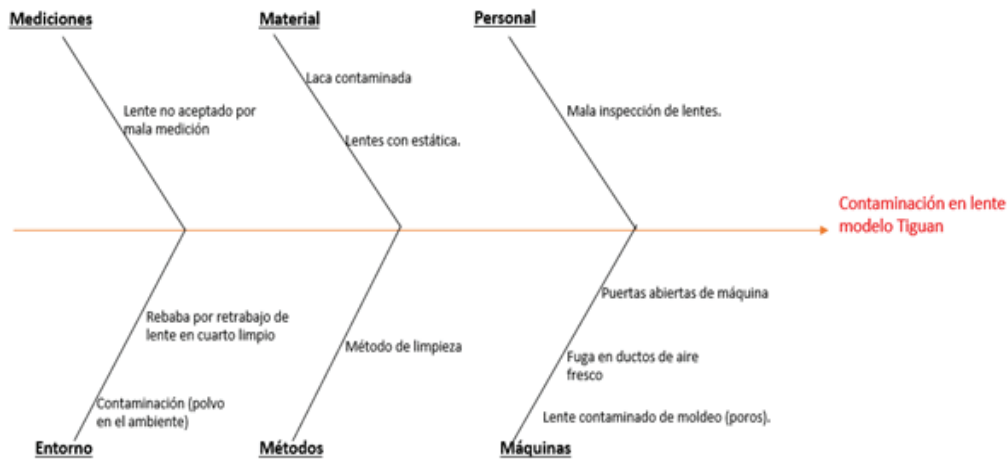 Mediciones
Material
Personal
Laca contaminada
Lente no aceptado por
mala medición
Mala inspección de lentes.
Lentes con estática.
Contaminación en lente
modelo Tiguan
Puertas abiertas de máquina
Rebaba por retrabajo de
lente en cuarto limpio
Método de limpieza
Fuga en ductos de aire
fresco
Contaminación (polvo
en el ambiente)
Lente contaminado de moldeo (poros).
Entorno
Métodos
Máquinas